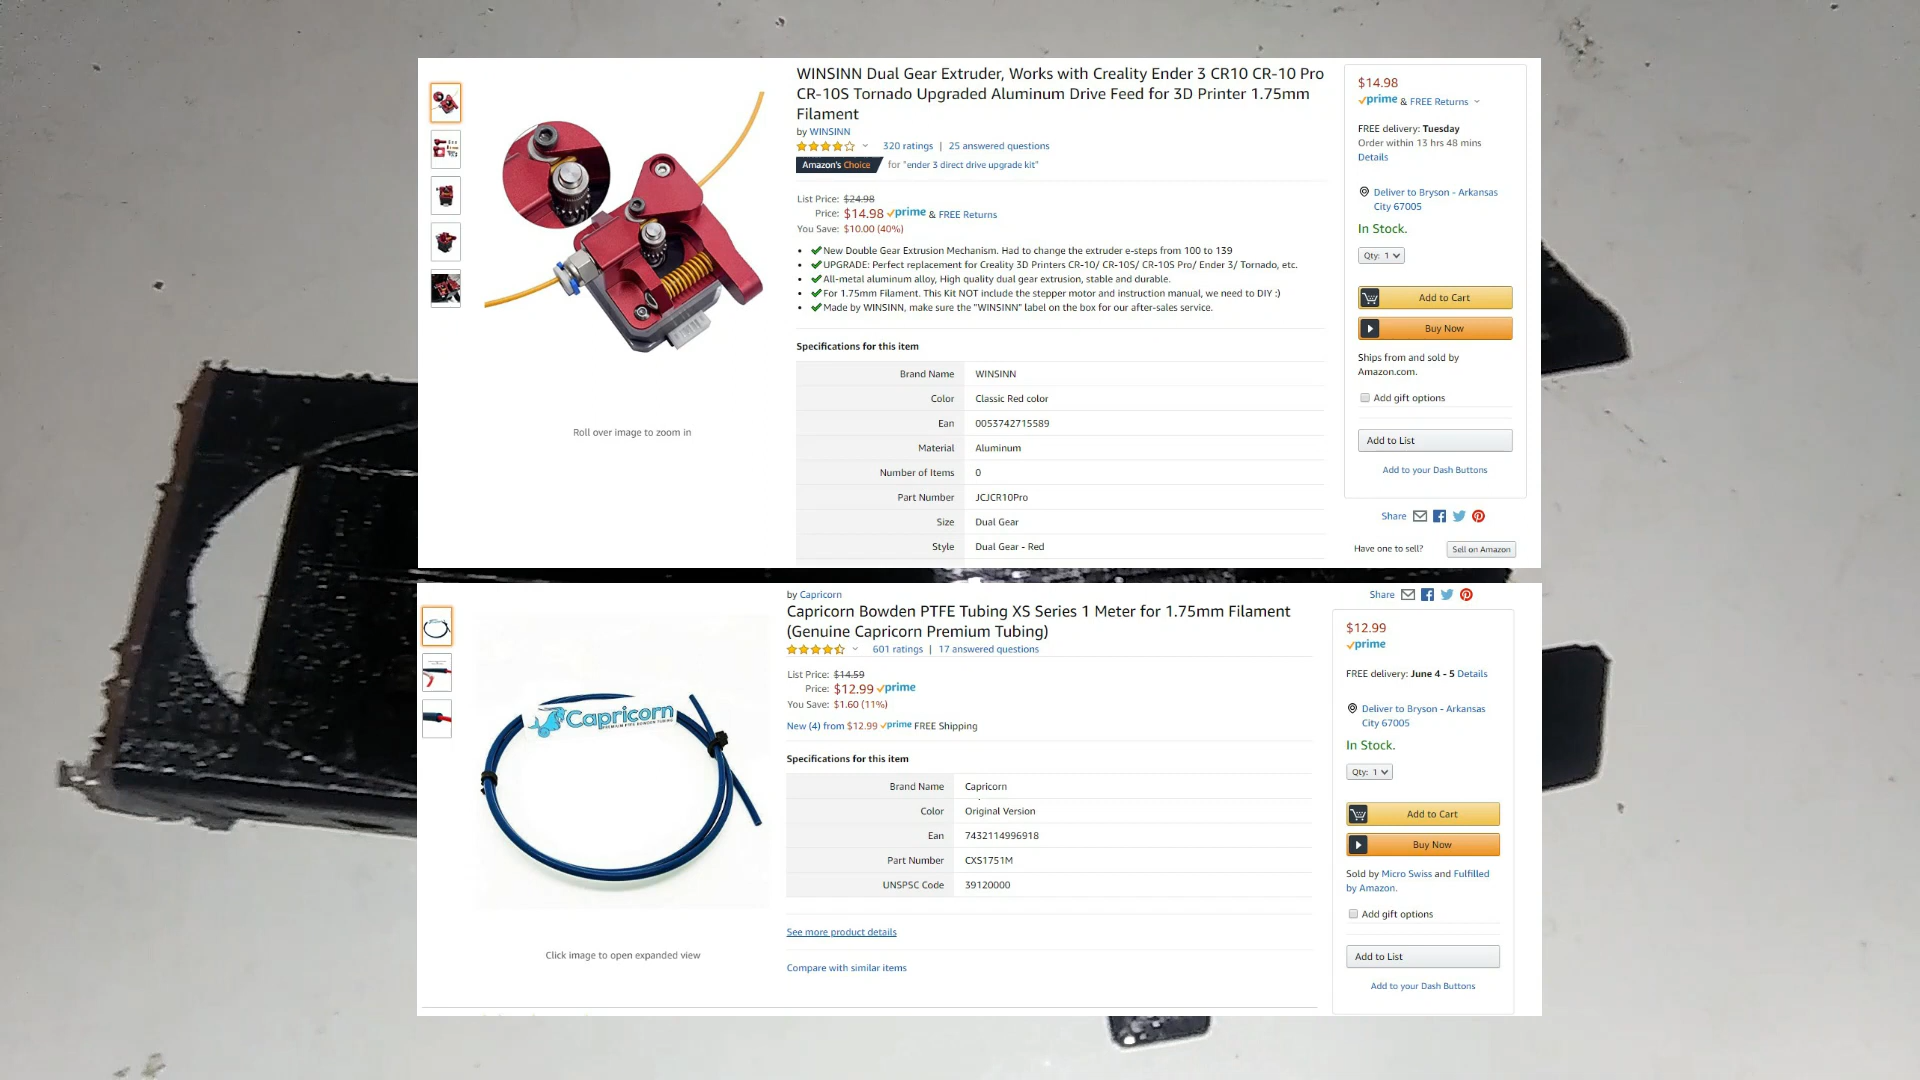 WINSINN Dual Gear Extruder, Works with Creality Ender 3 CR10 CR-10 Pro
CR-10S Tornado Upgraded Aluminum Drive Feed for 3D Printer 1.75mm
Filament
by WINSINN
320 ratings | 25 answered questions
Amazon's Choice for "ender 3 direct drive upgrade kit"
List Price: $24.98
Price: $14.98 prime & FREE Returns
You Save: $10.00 (40%)
New Double Gear Extrusion Mechanism. Had to change the extruder e-steps from 100 to 139
UPGRADE: Perfect replacement for Creality 3D Printers CR-10/ CR-10S/ CR-10S Pro/ Ender 3/ Tornado, etc.
All-metal aluminum alloy, High quality dual gear extrusion, stable and durable.
For 1.75mm Filament. This Kit NOT include the stepper motor and instruction manual, we need to DIY :)
Made by WINSINN, make sure the "WINSINN" label on the box for our after-sales service.
Specifications for this item
Brand Name WINSINN
Color Classic Red color
Ean 0053742715589
Material Aluminum
Number of Items 0
Part Number JCJCR10Pro
Size Dual Gear
Style Dual Gear - Red
Roll over image to zoom in
$14.98
prime & FREE Returns
FREE delivery: Tuesday
Order within 13 hrs 48 mins
Details
Deliver to Bryson - Arkansas
City 67005
In Stock.
Qty: 1
Add to Cart
Buy Now
Ships from and sold by
Amazon.com.
Add gift options
Add to List
Add to your Dash Buttons
Share
Have one to sell? Sell on Amazon
by Capricorn
Capricorn Bowden PTFE Tubing XS Series 1 Meter for 1.75mm Filament
(Genuine Capricorn Premium Tubing)
601 ratings | 17 answered questions
List Price: $14.59
Price: $12.99 prime
You Save: $1.60 (11%)
New (4) from $12.99 prime FREE Shipping
Specifications for this item
Brand Name Capricorn
Color Original Version
Ean 7432114996918
Part Number CXS1751M
UNSPSC Code 39120000
See more product details
Compare with similar items
Capricorn
PREMIUM PTFE BOWDEN TUBING
Click image to open expanded view
Share
$12.99
prime
FREE delivery: June 4 - 5 Details
Deliver to Bryson - Arkansas
City 67005
In Stock.
Qty: 1
Add to Cart
Buy Now
Sold by Micro Swiss and Fulfilled
by Amazon.
Add gift options
Add to List
Add to your Dash Buttons